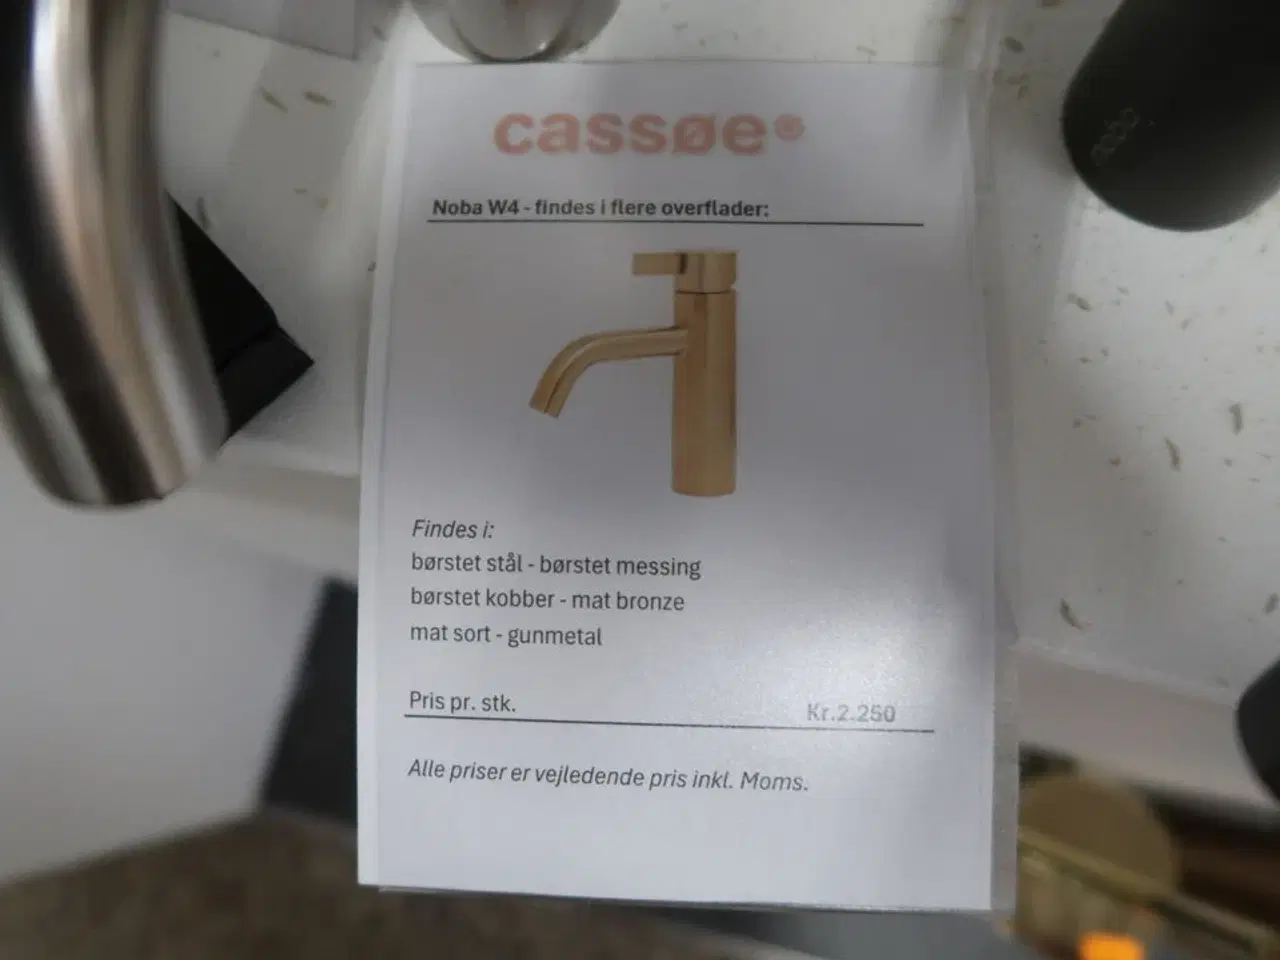 cassøe®
Noba W4 - findes i flere overflader:
Findes i:
børstet stål - børstet messing
børstet kobber - mat bronze
mat sort - gunmetal
Pris pr. stk. Kr.2.250
Alle priser er vejledende pris inkl. Moms.
noba